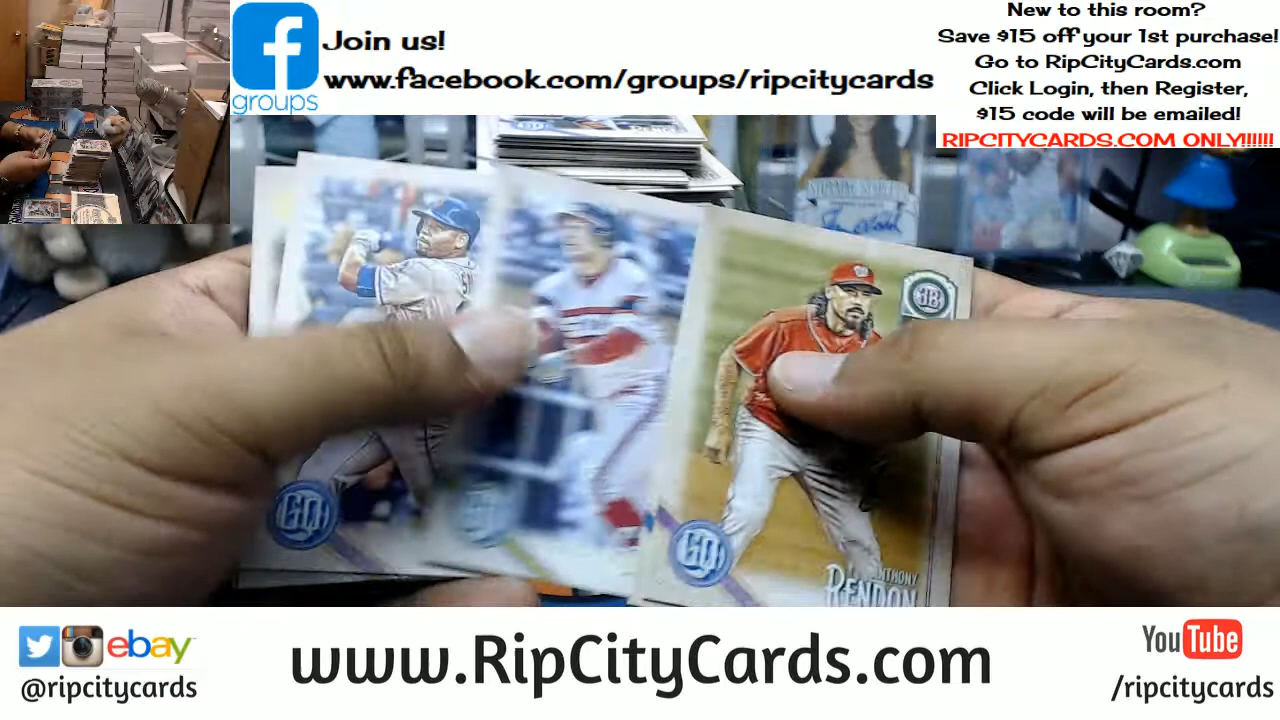 Join us!
www.facebook.com/groups/ripcitycards
groups
New to this room?
Save $15 off your 1st purchase!
Go to RipCityCards.com
Click Login, then Register,
$15 code will be emailed!
RIPCITYCARDS.COM ONLY!!!!!!
GQ
GQ
ANTHONY
RENDON
ebay
@ripcitycards
www.RipCityCards.com
YouTube
/ripcitycards